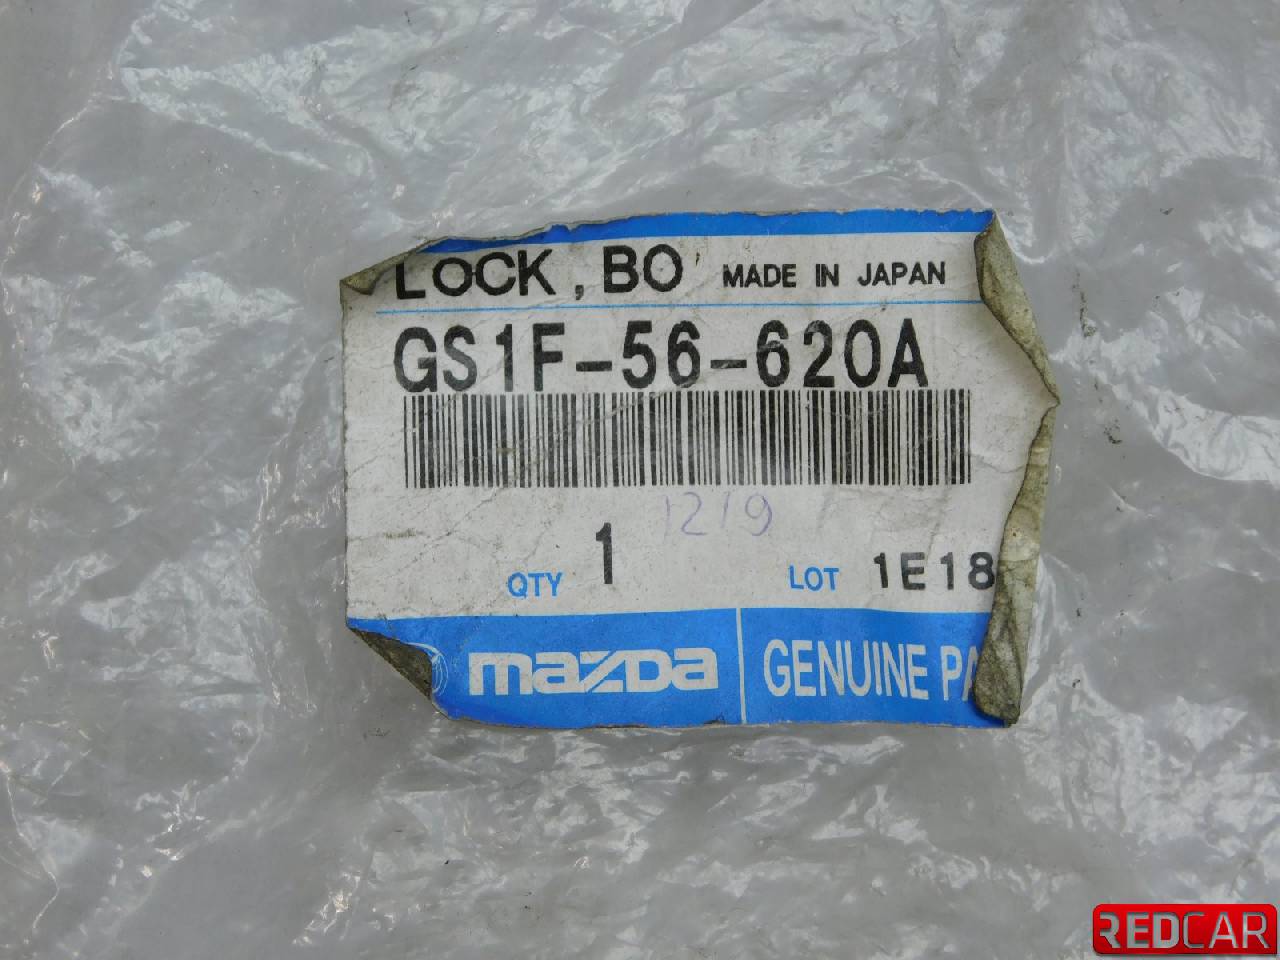 LOCK, BO MADE IN JAPAN
GS1F-56-620A
1219
QTY 1 LOT 1E18
mazda GENUINE PA
REDCAR